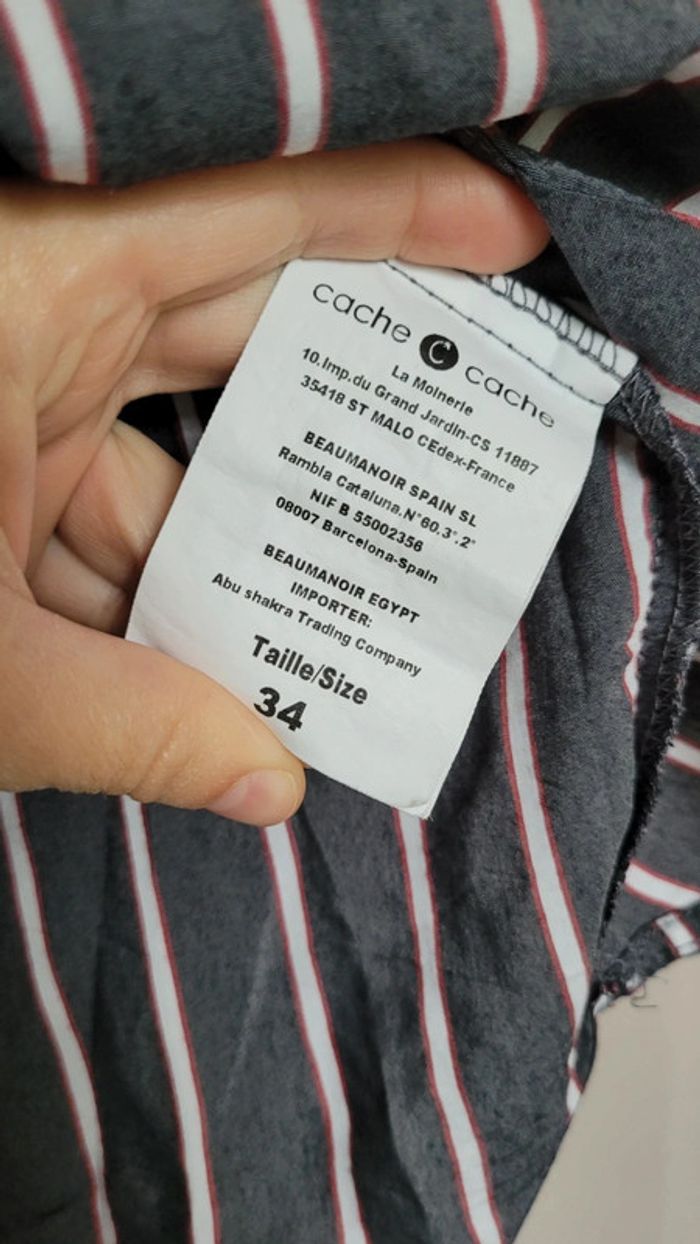 cache C cache
La Moinerie
10.Imp.du Grand Jardin-CS 11887
35418 ST MALO CEdex-France
BEAUMANOIR SPAIN SL
Rambla Cataluna.N°60.3°.2°
NIF B 55002356
08007 Barcelona-Spain
BEAUMANOIR EGYPT
IMPORTER:
Abu shakra Trading Company
Taille/Size
34